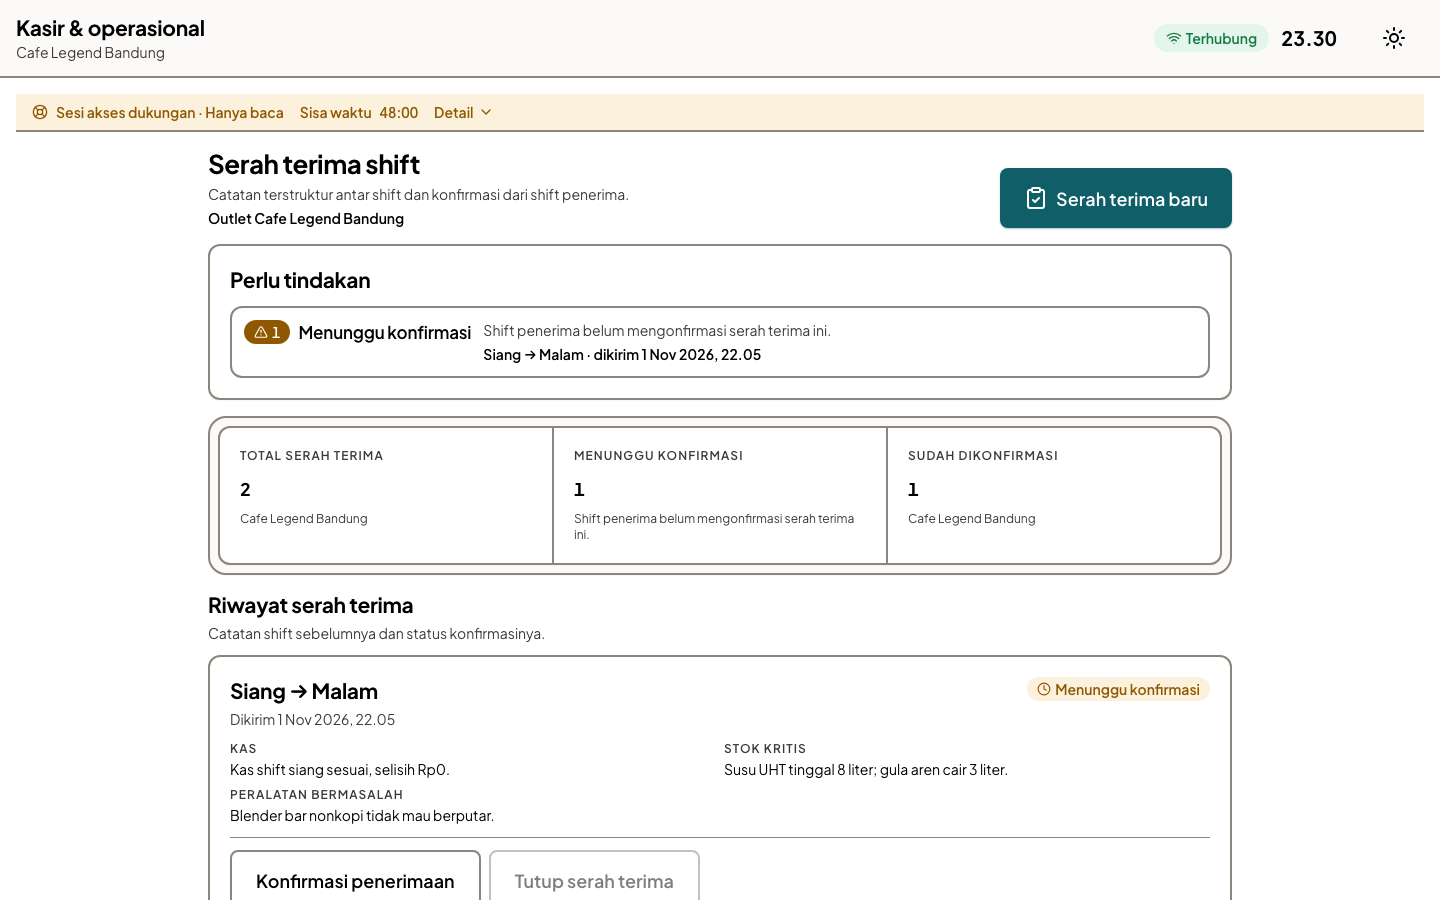 Kasir & operasional
Cafe Legend Bandung
Terhubung
23.30
Sesi akses dukungan · Hanya baca
Sisa waktu 48:00
Detail
Serah terima shift
Catatan terstruktur antar shift dan konfirmasi dari shift penerima.
Outlet Cafe Legend Bandung
Serah terima baru
Perlu tindakan
1
Menunggu konfirmasi
Shift penerima belum mengonfirmasi serah terima ini.
Siang → Malam · dikirim 1 Nov 2026, 22.05
TOTAL SERAH TERIMA
2
Cafe Legend Bandung
MENUNGGU KONFIRMASI
1
Shift penerima belum mengonfirmasi serah terima
ini.
SUDAH DIKONFIRMASI
1
Cafe Legend Bandung
Riwayat serah terima
Catatan shift sebelumnya dan status konfirmasinya.
Siang → Malam
Menunggu konfirmasi
Dikirim 1 Nov 2026, 22.05
KAS
Kas shift siang sesuai, selisih Rp0.
STOK KRITIS
Susu UHT tinggal 8 liter; gula aren cair 3 liter.
PERALATAN BERMASALAH
Blender bar nonkopi tidak mau berputar.
Konfirmasi penerimaan
Tutup serah terima